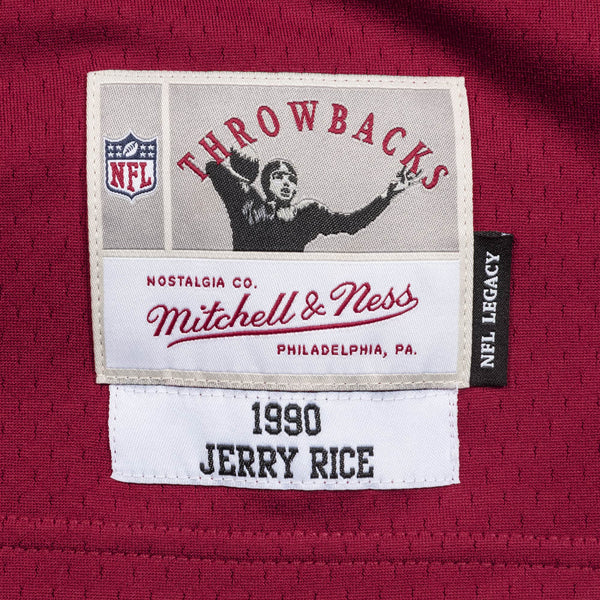 THROWBACKS
NFL
NOSTALGIA CO.
Mitchell & Ness
PHILADELPHIA, PA.
NFL LEGACY
1990
JERRY RICE